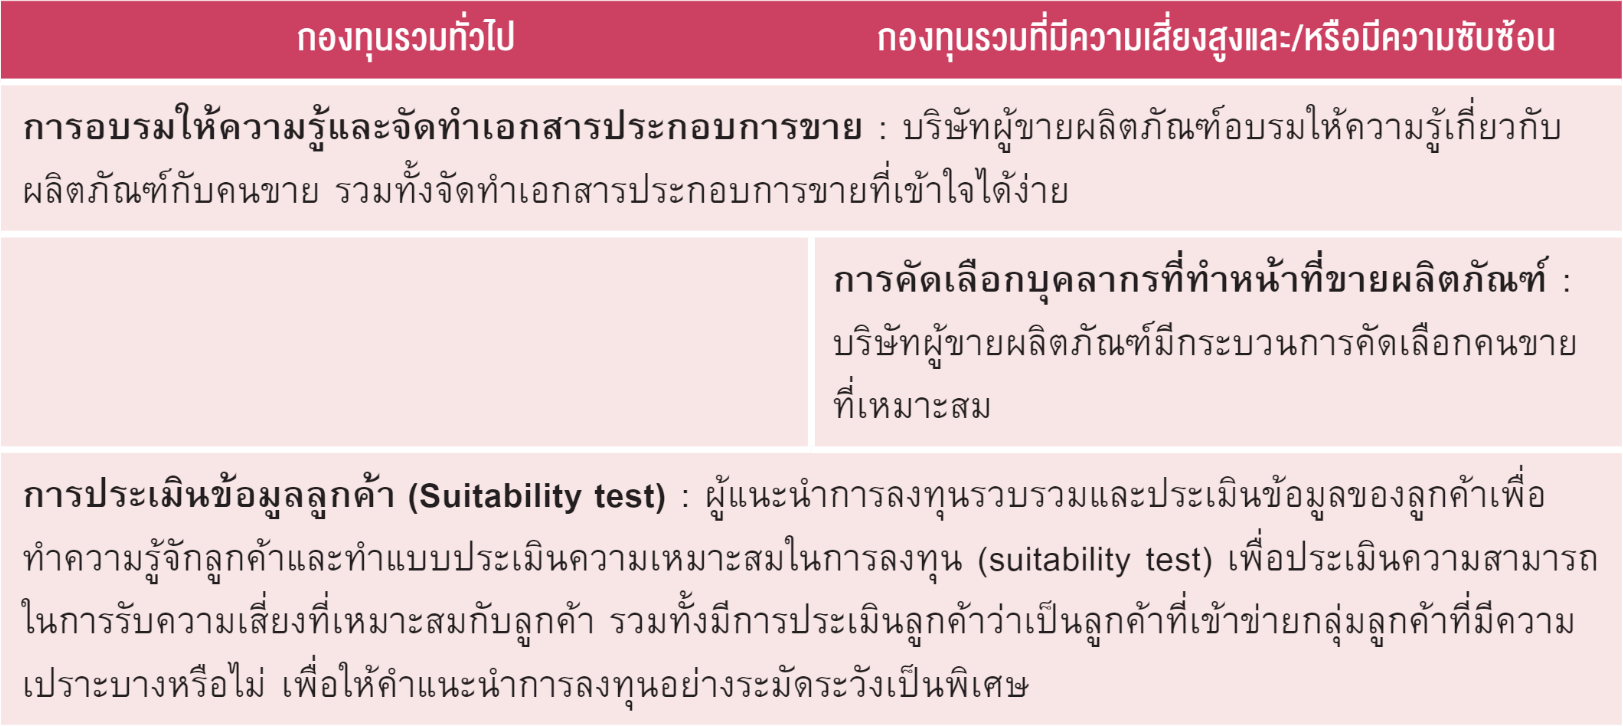 กองทุนรวมทั่วไป
กองทุนรวมที่มีความเสี่ยงสูงและ/หรือมีความซับซ้อน
การอบรมให้ความรู้และจัดทำเอกสารประกอบการขาย : บริษัทผู้ขายผลิตภัณฑ์อบรมให้ความรู้เกี่ยวกับ
ผลิตภัณฑ์กับคนขาย รวมทั้งจัดทำเอกสารประกอบการขายที่เข้าใจได้ง่าย
การคัดเลือกบุคลากรที่ทำหน้าที่ขายผลิตภัณฑ์ :
บริษัทผู้ขายผลิตภัณฑ์มีกระบวนการคัดเลือกคนขาย
ที่เหมาะสม
การประเมินข้อมูลลูกค้า (Suitability test) : ผู้แนะนำการลงทุนรวบรวมและประเมินข้อมูลของลูกค้าเพื่อ
ทำความรู้จักลูกค้าและทำแบบประเมินความเหมาะสมในการลงทุน (suitability test) เพื่อประเมินความสามารถ
ในการรับความเสี่ยงที่เหมาะสมกับลูกค้า รวมทั้งมีการประเมินลูกค้าว่าเป็นลูกค้าที่เข้าข่ายกลุ่มลูกค้าที่มีความ
เปราะบางหรือไม่ เพื่อให้คำแนะนำการลงทุนอย่างระมัดระวังเป็นพิเศษ